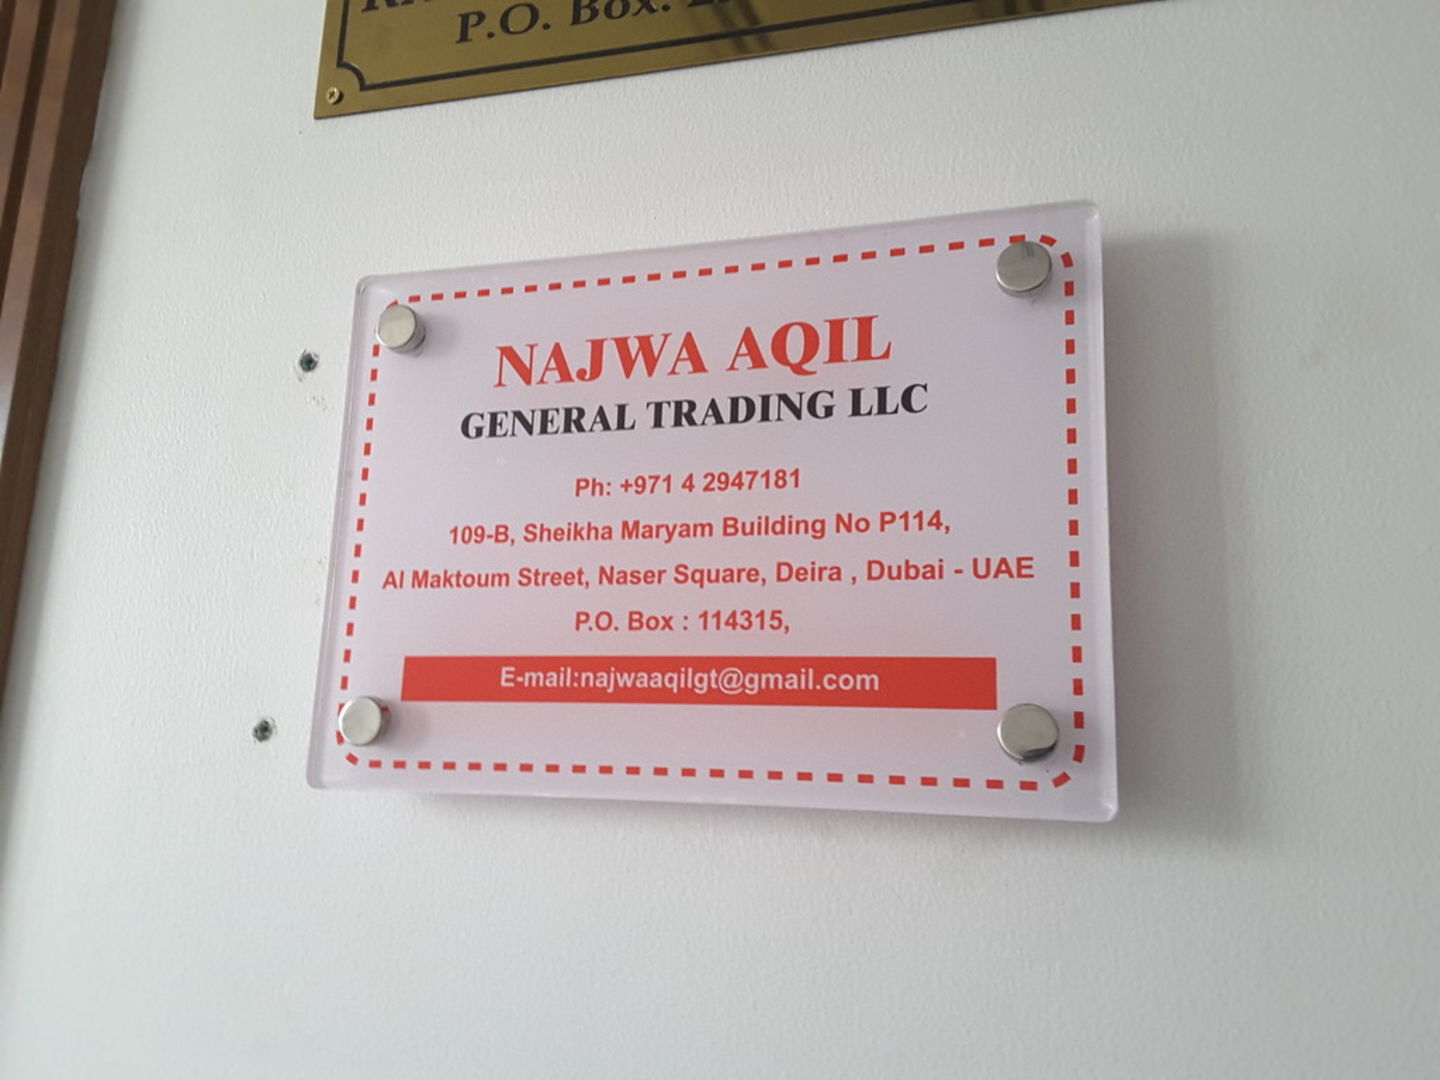 P.O. Box.
NAJWA AQIL
GENERAL TRADING LLC
Ph: +971 4 2947181
109-B, Sheikha Maryam Building No P114,
Al Maktoum Street, Naser Square, Deira , Dubai - UAE
P.O. Box : 114315,
E-mail:najwaaqilgt@gmail.com